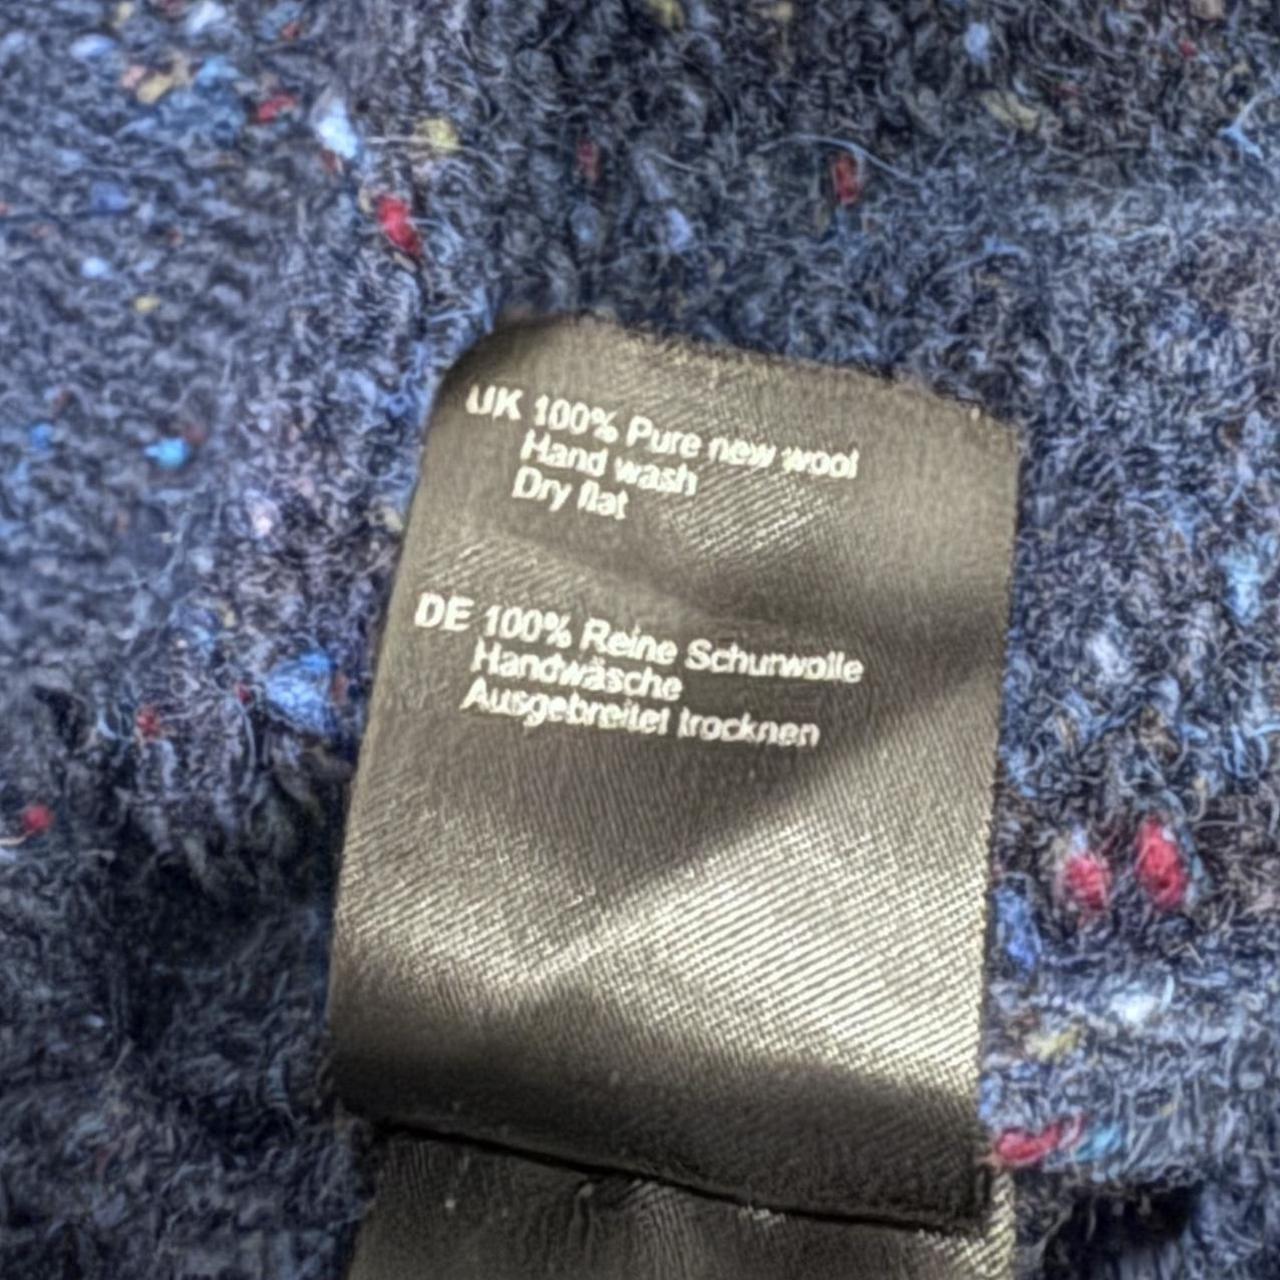 UK 100% Pure new wool
Hand wash
Dry flat
DE 100% Reine Schurwolle
Handwäsche
Ausgebreitet trocknen